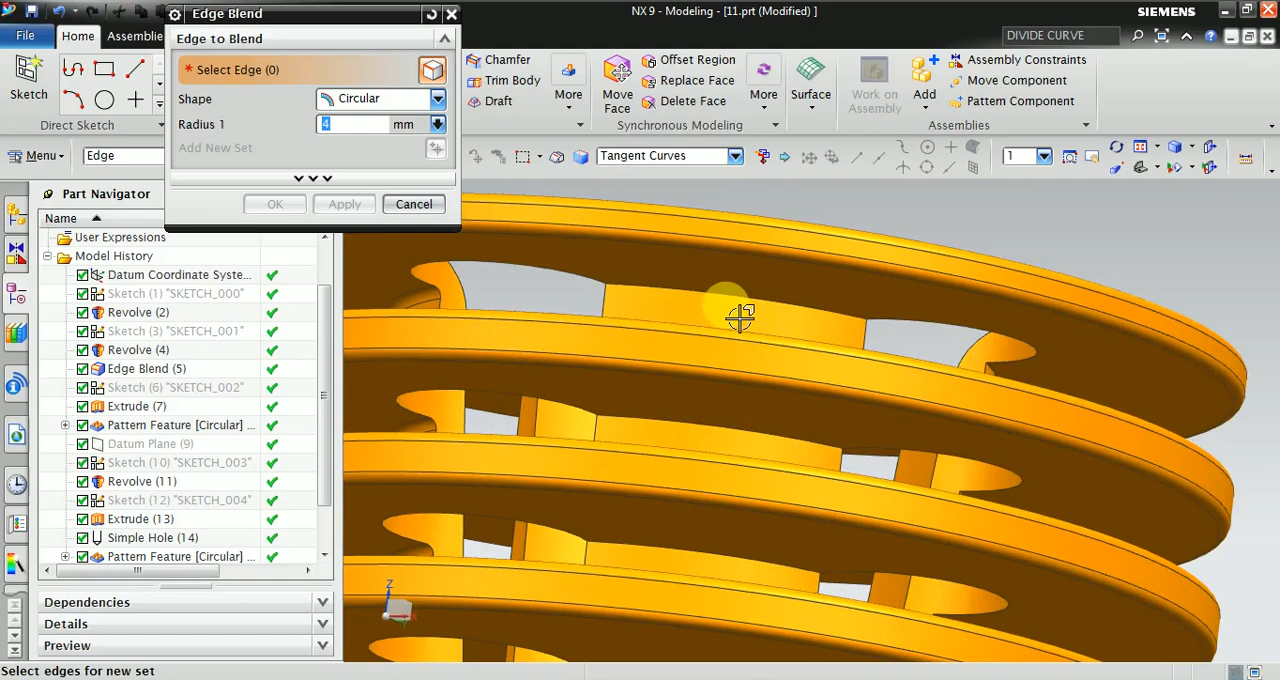 Edge Blend
NX 9 - Modeling - [11.prt (Modified) ]
SIEMENS
File
Home
Assemblie
DIVIDE CURVE
Edge to Blend
* Select Edge (0)
Shape
Circular
Radius 1
4
mm
Add New Set
OK
Apply
Cancel
Sketch
Direct Sketch
Chamfer
Trim Body
Draft
More
Move
Face
Offset Region
Replace Face
Delete Face
More
Synchronous Modeling
Surface
Work on
Assembly
Add
Assembly Constraints
Move Component
Pattern Component
Assemblies
Menu
Edge
Tangent Curves
1
Part Navigator
Name
User Expressions
Model History
Datum Coordinate Syste...
Sketch (1) "SKETCH_000"
Revolve (2)
Sketch (3) "SKETCH_001"
Revolve (4)
Edge Blend (5)
Sketch (6) "SKETCH_002"
Extrude (7)
Pattern Feature [Circular] ...
Datum Plane (9)
Sketch (10) "SKETCH_003"
Revolve (11)
Sketch (12) "SKETCH_004"
Extrude (13)
Simple Hole (14)
Pattern Feature [Circular] ...
Dependencies
Details
Preview
Z
Select edges for new set